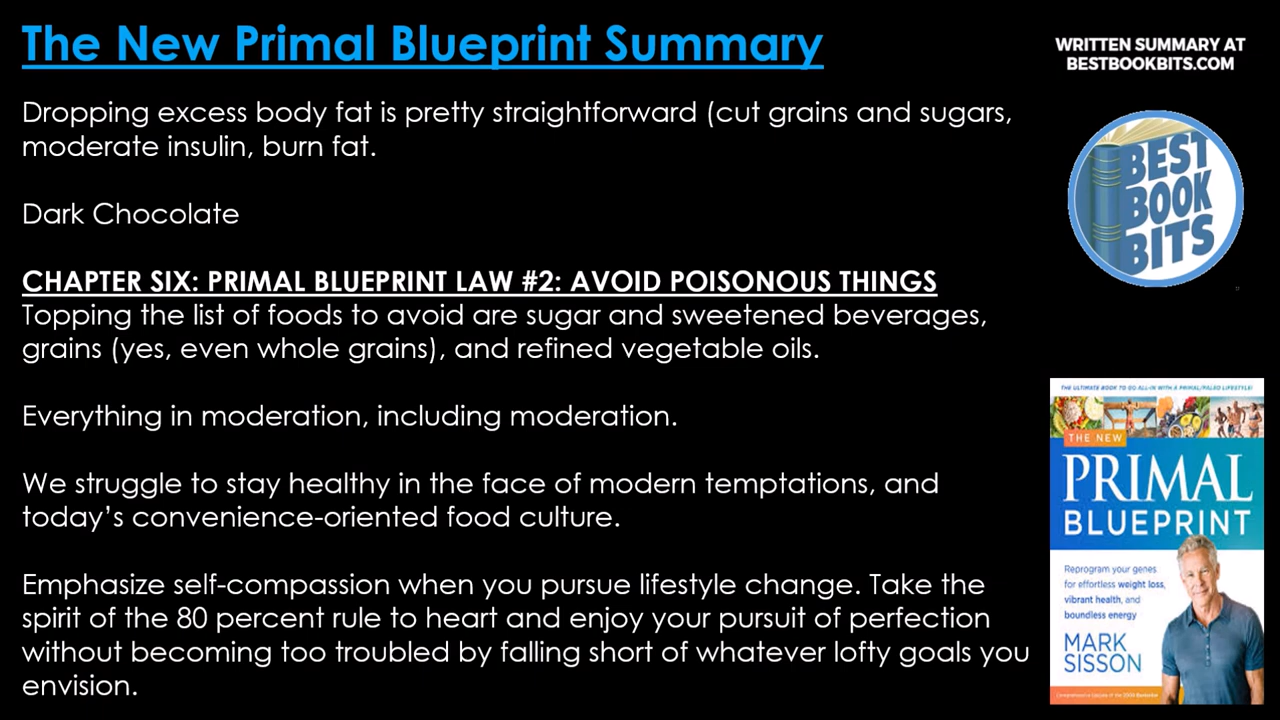 The New Primal Blueprint Summary
WRITTEN SUMMARY AT
BESTBOOKBITS.COM
Dropping excess body fat is pretty straightforward (cut grains and sugars,
moderate insulin, burn fat.
Dark Chocolate
CHAPTER SIX: PRIMAL BLUEPRINT LAW #2: AVOID POISONOUS THINGS
Topping the list of foods to avoid are sugar and sweetened beverages,
grains (yes, even whole grains), and refined vegetable oils.
Everything in moderation, including moderation.
We struggle to stay healthy in the face of modern temptations, and
today’s convenience-oriented food culture.
Emphasize self-compassion when you pursue lifestyle change. Take the
spirit of the 80 percent rule to heart and enjoy your pursuit of perfection
without becoming too troubled by falling short of whatever lofty goals you
envision.
BEST
BOOK
BITS
THE ULTIMATE BOOK TO GO ALL-IN WITH A PRIMAL/PALEO LIFESTYLE!
THE NEW
PRIMAL
BLUEPRINT
Reprogram your genes
for effortless weight loss,
vibrant health, and
boundless energy
MARK
SISSON